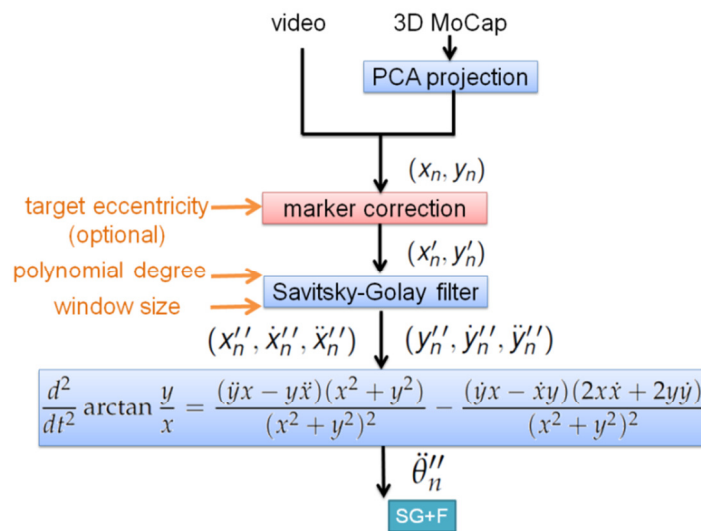 video 3D MoCap
PCA projection
(xₙ, yₙ)
target eccentricity
(optional)
marker correction
(x′ₙ, y′ₙ)
polynomial degree
window size
Savitsky-Golay filter
(x″ₙ, ẋ″ₙ, ẍ″ₙ) (y″ₙ, ẏ″ₙ, ÿ″ₙ)
d²/dt² arctan y/x = (ÿx − yẍ)(x² + y²)/(x² + y²)² − (ẏx − ẋy)(2xẋ + 2yẏ)/(x² + y²)²
θ̈″ₙ
SG+F